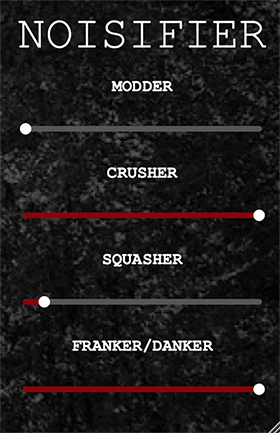 NOISIFIER
MODDER
CRUSHER
SQUASHER
FRANKER/DANKER